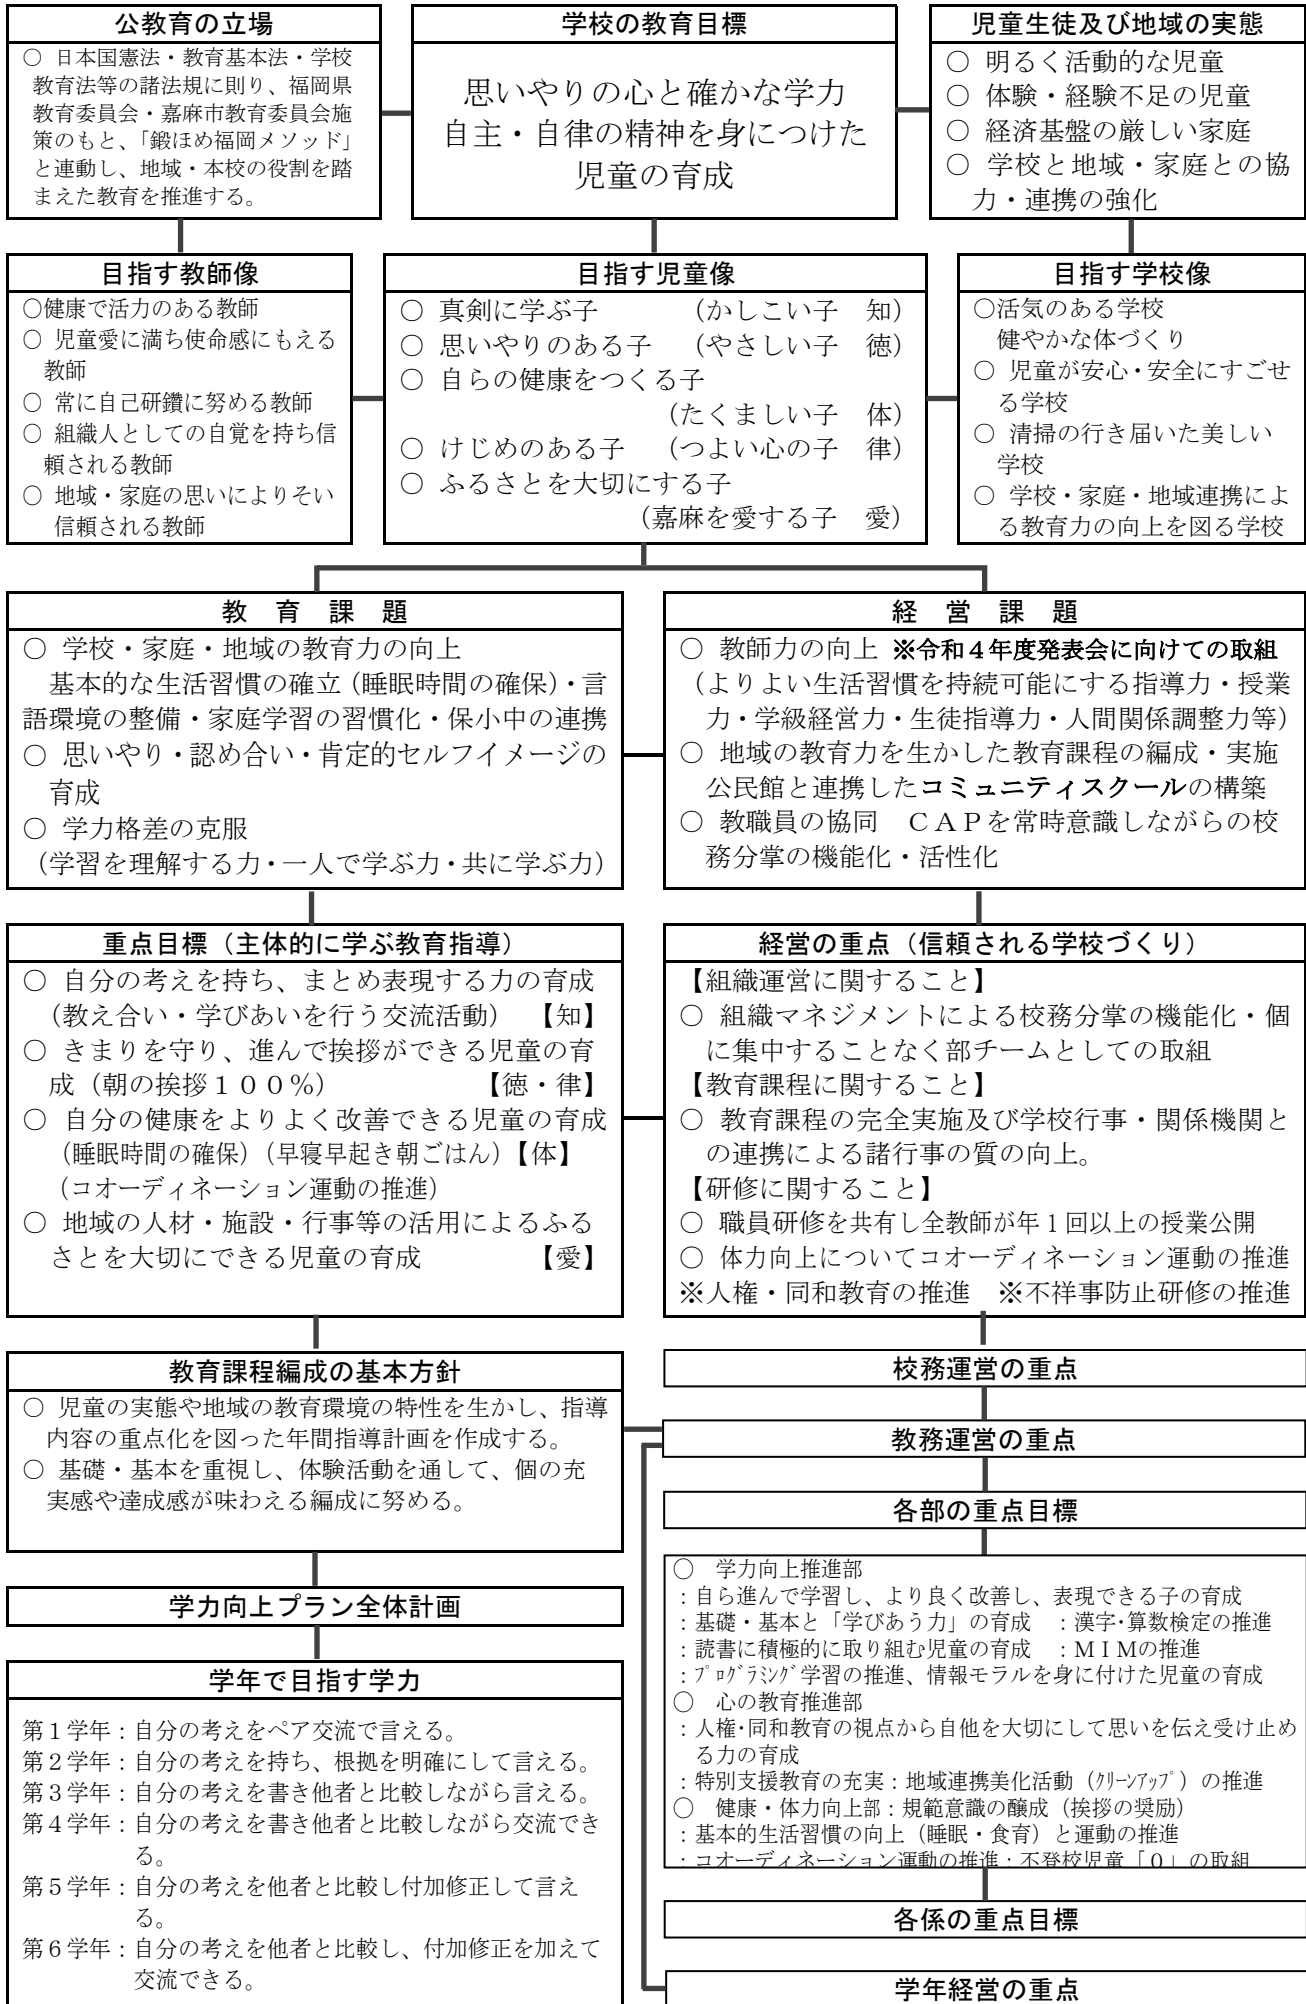 公教育の立場
○ 日本国憲法・教育基本法・学校
教育法等の諸法規に則り、福岡県
教育委員会・嘉麻市教育委員会施
策のもと、「鍛ほめ福岡メソッド」
と連動し、地域・本校の役割を踏
まえた教育を推進する。
学校の教育目標
思いやりの心と確かな学力
自主・自律の精神を身につけた
児童の育成
児童生徒及び地域の実態
○ 明るく活動的な児童
○ 体験・経験不足の児童
○ 経済基盤の厳しい家庭
○ 学校と地域・家庭との協
力・連携の強化
目指す教師像
○健康で活力のある教師
○ 児童愛に満ち使命感にもえる
教師
○ 常に自己研鑽に努める教師
○ 組織人としての自覚を持ち信
頼される教師
○ 地域・家庭の思いによりそい
信頼される教師
目指す児童像
○ 真剣に学ぶ子 （かしこい子 知）
○ 思いやりのある子 （やさしい子 徳）
○ 自らの健康をつくる子
（たくましい子 体）
○ けじめのある子 （つよい心の子 律）
○ ふるさとを大切にする子
（嘉麻を愛する子 愛）
目指す学校像
○活気のある学校
健やかな体づくり
○ 児童が安心・安全にすごせ
る学校
○ 清掃の行き届いた美しい
学校
○ 学校・家庭・地域連携によ
る教育力の向上を図る学校
教 育 課 題
○ 学校・家庭・地域の教育力の向上
基本的な生活習慣の確立（睡眠時間の確保）・言
語環境の整備・家庭学習の習慣化・保小中の連携
○ 思いやり・認め合い・肯定的セルフイメージの
育成
○ 学力格差の克服
（学習を理解する力・一人で学ぶ力・共に学ぶ力）
経 営 課 題
○ 教師力の向上 ※令和４年度発表会に向けての取組
（よりよい生活習慣を持続可能にする指導力・授業
力・学級経営力・生徒指導力・人間関係調整力等）
○ 地域の教育力を生かした教育課程の編成・実施
公民館と連携したコミュニティスクールの構築
○ 教職員の協同 ＣＡＰを常時意識しながらの校
務分掌の機能化・活性化
重点目標（主体的に学ぶ教育指導）
○ 自分の考えを持ち、まとめ表現する力の育成
（教え合い・学びあいを行う交流活動） 【知】
○ きまりを守り、進んで挨拶ができる児童の育
成（朝の挨拶１００％） 【徳・律】
○ 自分の健康をよりよく改善できる児童の育成
（睡眠時間の確保）（早寝早起き朝ごはん）【体】
（コオーディネーション運動の推進）
○ 地域の人材・施設・行事等の活用によるふる
さとを大切にできる児童の育成 【愛】
経営の重点（信頼される学校づくり）
【組織運営に関すること】
○ 組織マネジメントによる校務分掌の機能化・個
に集中することなく部チームとしての取組
【教育課程に関すること】
○ 教育課程の完全実施及び学校行事・関係機関と
の連携による諸行事の質の向上。
【研修に関すること】
○ 職員研修を共有し全教師が年１回以上の授業公開
○ 体力向上についてコオーディネーション運動の推進
※人権・同和教育の推進 ※不祥事防止研修の推進
教育課程編成の基本方針
○ 児童の実態や地域の教育環境の特性を生かし、指導
内容の重点化を図った年間指導計画を作成する。
○ 基礎・基本を重視し、体験活動を通して、個の充
実感や達成感が味わえる編成に努める。
学力向上プラン全体計画
学年で目指す学力
第１学年：自分の考えをペア交流で言える。
第２学年：自分の考えを持ち、根拠を明確にして言える。
第３学年：自分の考えを書き他者と比較しながら言える。
第４学年：自分の考えを書き他者と比較しながら交流でき
る。
第５学年：自分の考えを他者と比較し付加修正して言え
る。
第６学年：自分の考えを他者と比較し、付加修正を加えて
交流できる。
校務運営の重点
教務運営の重点
各部の重点目標
○ 学力向上推進部
：自ら進んで学習し、より良く改善し、表現できる子の育成
：基礎・基本と「学びあう力」の育成 ：漢字・算数検定の推進
：読書に積極的に取り組む児童の育成 ：ＭＩＭの推進
：ﾌﾟﾛｸﾞﾗﾐﾝｸﾞ学習の推進、情報モラルを身に付けた児童の育成
○ 心の教育推進部
：人権・同和教育の視点から自他を大切にして思いを伝え受け止め
る力の育成
：特別支援教育の充実：地域連携美化活動（ｸﾘｰﾝｱｯﾌﾟ）の推進
○ 健康・体力向上部：規範意識の醸成（挨拶の奨励）
：基本的生活習慣の向上（睡眠・食育）と運動の推進
：コオーディネーション運動の推進：不登校児童「０」の取組
各係の重点目標
学年経営の重点